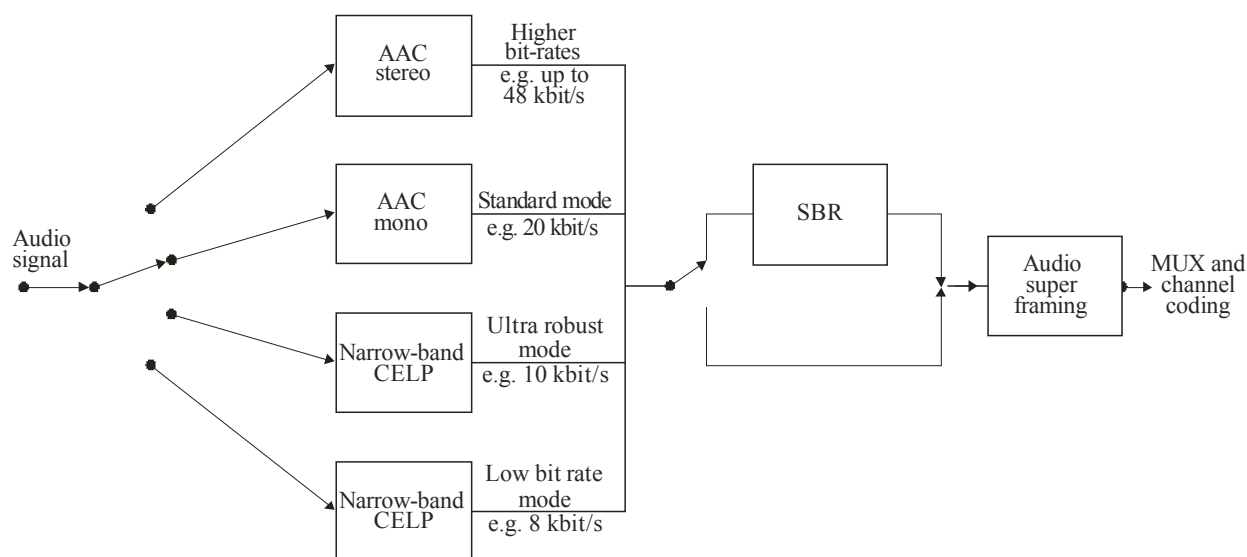 Audio
signal
AAC
stereo
Higher
bit-rates
e.g. up to
48 kbit/s
AAC
mono
Standard mode
e.g. 20 kbit/s
Narrow-band
CELP
Ultra robust
mode
e.g. 10 kbit/s
Narrow-band
CELP
Low bit rate
mode
e.g. 8 kbit/s
SBR
Audio
super
framing
MUX and
channel
coding